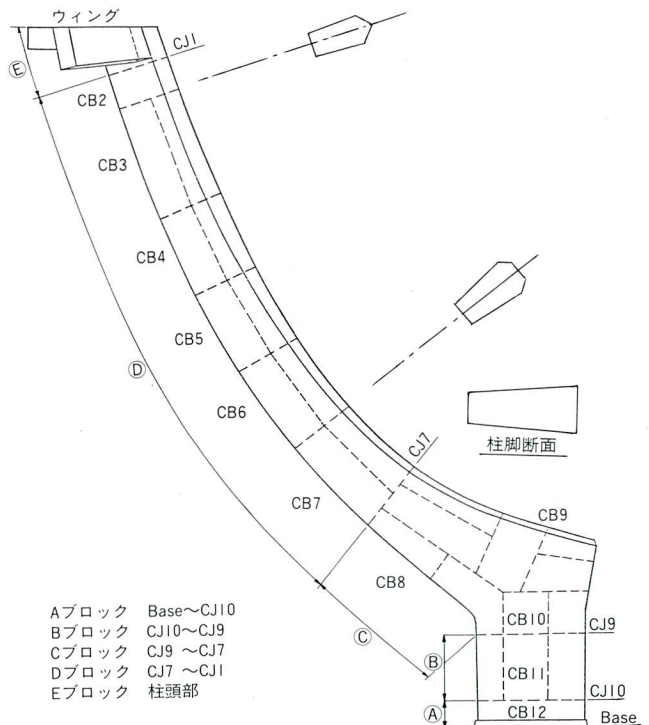 ウィング
CJ1
Ⓔ
CB2
CB3
CB4
CB5
Ⓓ
CB6
柱脚断面
CJ7
CB7
CB9
CB8
Ⓒ
CB10
CJ9
Ⓑ
CB11
CJ10
Ⓐ
CB12
Base
Aブロック Base~CJ10
Bブロック CJ10~CJ9
Cブロック CJ9 ~CJ7
Dブロック CJ7 ~CJ1
Eブロック 柱頭部